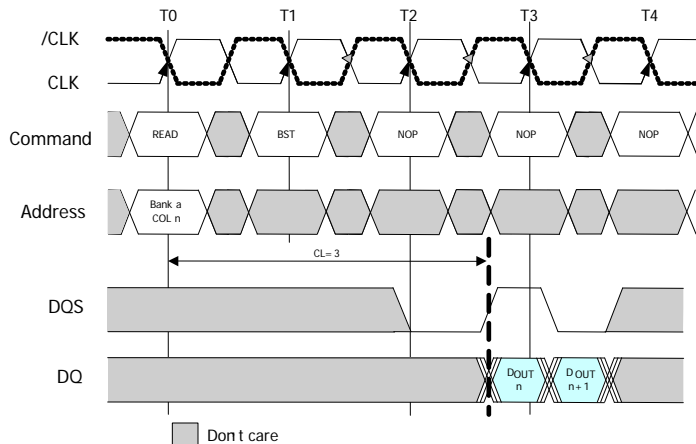 T0 T1 T2 T3 T4
/CLK
CLK
Command READ BST NOP NOP NOP
Address Bank a
COL n
CL= 3
DQS
DQ DOUT
n DOUT
n+1
Don't care